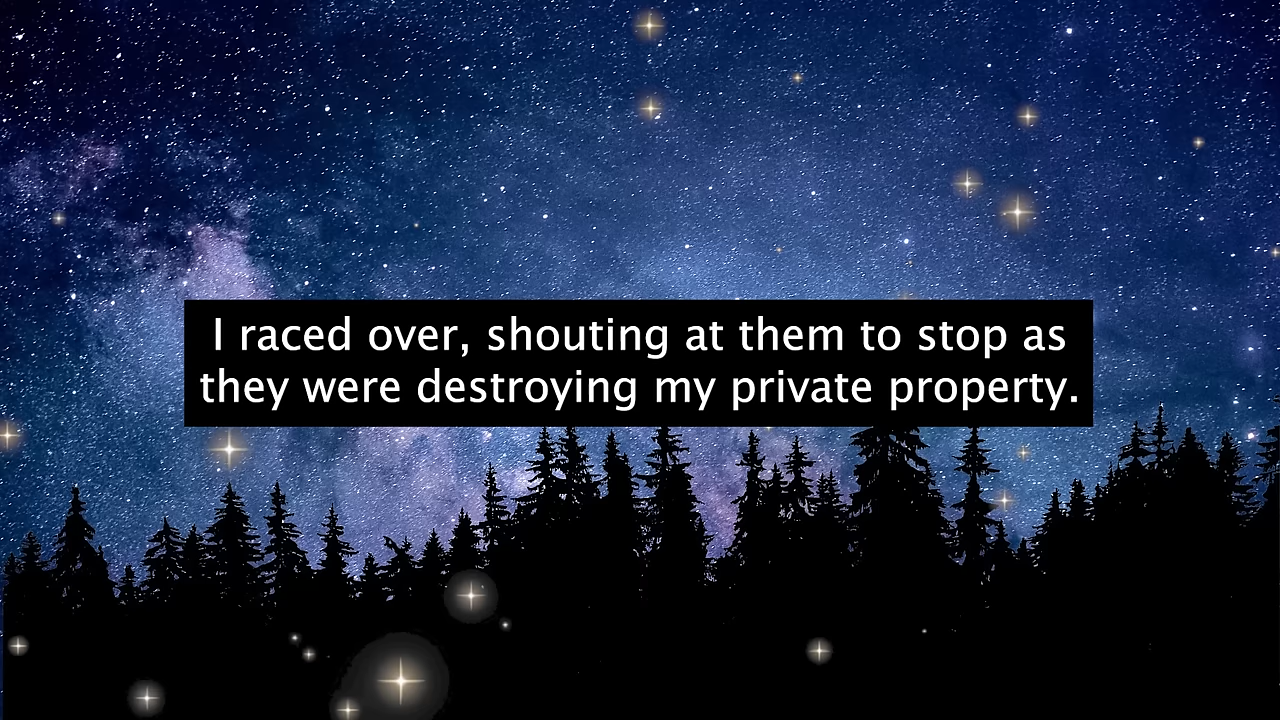 I raced over, shouting at them to stop as
they were destroying my private property.